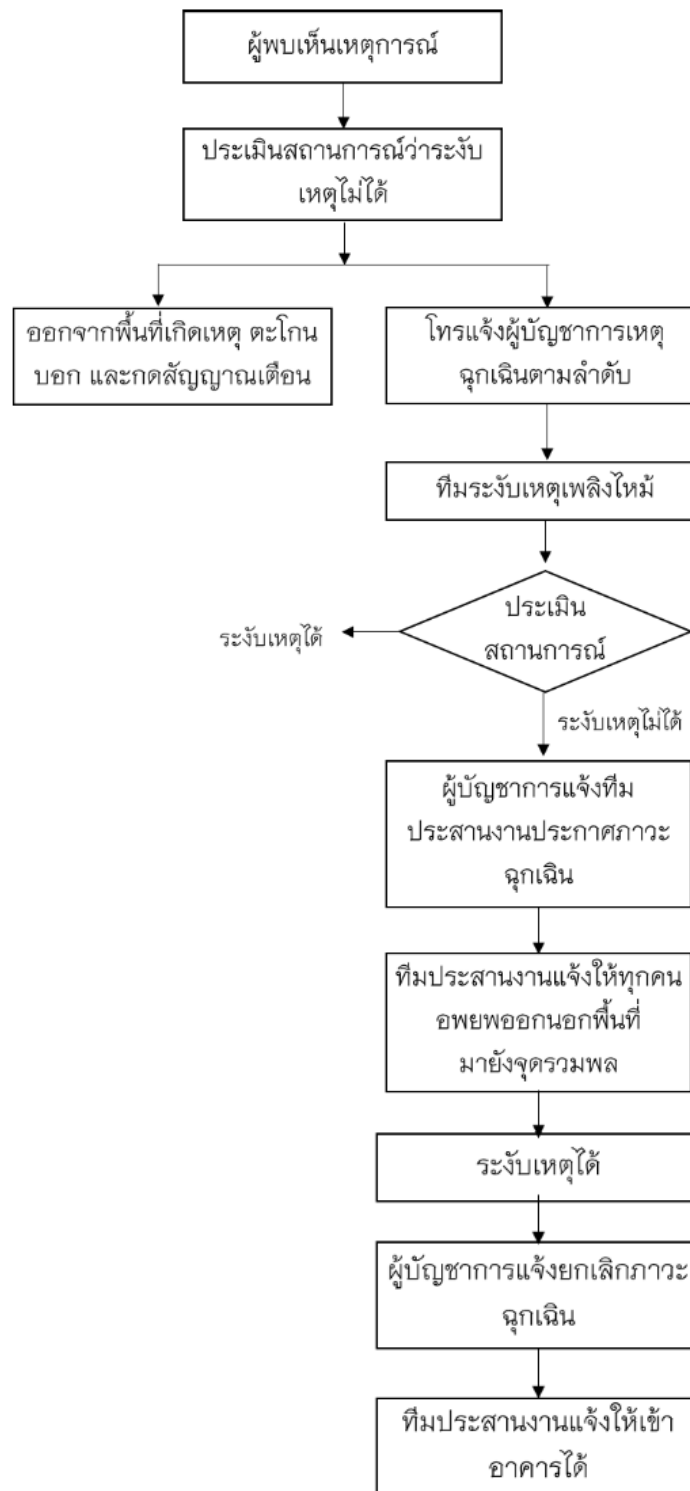 ผู้พบเห็นเหตุการณ์
ประเมินสถานการณ์ว่าระงับ
เหตุไม่ได้
ออกจากพื้นที่เกิดเหตุ ตะโกน
บอก และกดสัญญาณเตือน
โทรแจ้งผู้บัญชาการเหตุ
ฉุกเฉินตามลำดับ
ทีมระงับเหตุเพลิงไหม้
ประเมิน
สถานการณ์
ระงับเหตุได้
ระงับเหตุไม่ได้
ผู้บัญชาการแจ้งทีม
ประสานงานประกาศภาวะ
ฉุกเฉิน
ทีมประสานงานแจ้งให้ทุกคน
อพยพออกนอกพื้นที่
มายังจุดรวมพล
ระงับเหตุได้
ผู้บัญชาการแจ้งยกเลิกภาวะ
ฉุกเฉิน
ทีมประสานงานแจ้งให้เข้า
อาคารได้